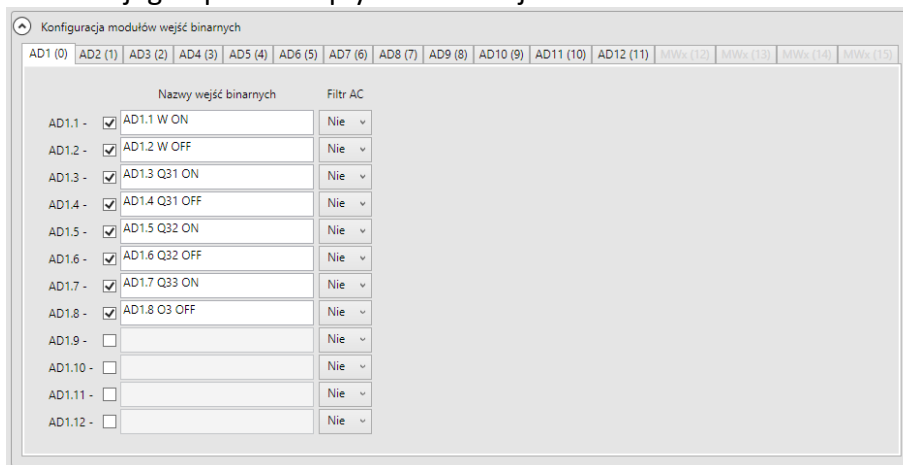 Konfiguracja modułów wejść binarnych
AD1 (0) AD2 (1) AD3 (2) AD4 (3) AD5 (4) AD6 (5) AD7 (6) AD8 (7) AD9 (8) AD10 (9) AD11 (10) AD12 (11) MWx (12) MWx (13) MWx (14) MWx (15)
Nazwy wejść binarnych Filtr AC
AD1.1 - AD1.1 W ON Nie
AD1.2 - AD1.2 W OFF Nie
AD1.3 - AD1.3 Q31 ON Nie
AD1.4 - AD1.4 Q31 OFF Nie
AD1.5 - AD1.5 Q32 ON Nie
AD1.6 - AD1.6 Q32 OFF Nie
AD1.7 - AD1.7 Q33 ON Nie
AD1.8 - AD1.8 O3 OFF Nie
AD1.9 - Nie
AD1.10 - Nie
AD1.11 - Nie
AD1.12 - Nie